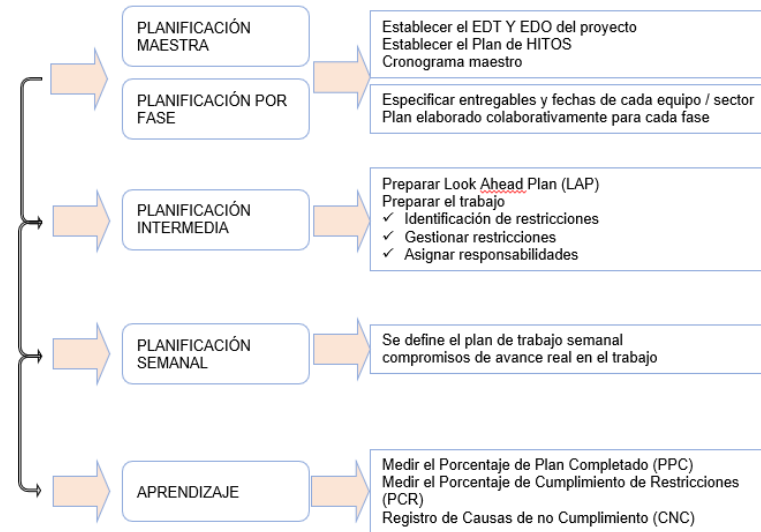 PLANIFICACIÓN
MAESTRA
Establecer el EDT Y EDO del proyecto
Establecer el Plan de HITOS
Cronograma maestro
PLANIFICACIÓN POR
FASE
Especificar entregables y fechas de cada equipo / sector
Plan elaborado colaborativamente para cada fase
PLANIFICACIÓN
INTERMEDIA
Preparar Look Ahead Plan (LAP)
Preparar el trabajo
✓ Identificación de restricciones
✓ Gestionar restricciones
✓ Asignar responsabilidades
PLANIFICACIÓN
SEMANAL
Se define el plan de trabajo semanal
compromisos de avance real en el trabajo
APRENDIZAJE
Medir el Porcentaje de Plan Completado (PPC)
Medir el Porcentaje de Cumplimiento de Restricciones
(PCR)
Registro de Causas de no Cumplimiento (CNC)